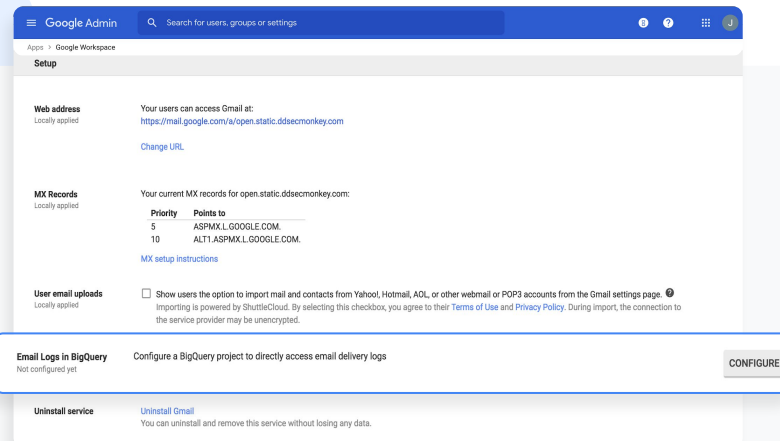 Google Admin
Search for users, groups or settings
8
?
J
Apps > Google Workspace
Setup
Web address
Locally applied
Your users can access Gmail at:
https://mail.google.com/a/open.static.ddsecmonkey.com
Change URL
MX Records
Locally applied
Your current MX records for open.static.ddsecmonkey.com:
Priority Points to
5 ASPMX.L.GOOGLE.COM.
10 ALT1.ASPMX.L.GOOGLE.COM.
MX setup instructions
User email uploads
Locally applied
Show users the option to import mail and contacts from Yahoo!, Hotmail, AOL, or other webmail or POP3 accounts from the Gmail settings page. ?
Importing is powered by ShuttleCloud. By selecting this checkbox, you agree to their Terms of Use and Privacy Policy. During import, the connection to
the service provider may be unencrypted.
Email Logs in BigQuery
Not configured yet
Configure a BigQuery project to directly access email delivery logs
CONFIGURE
Uninstall service
Uninstall Gmail
You can uninstall and remove this service without losing any data.